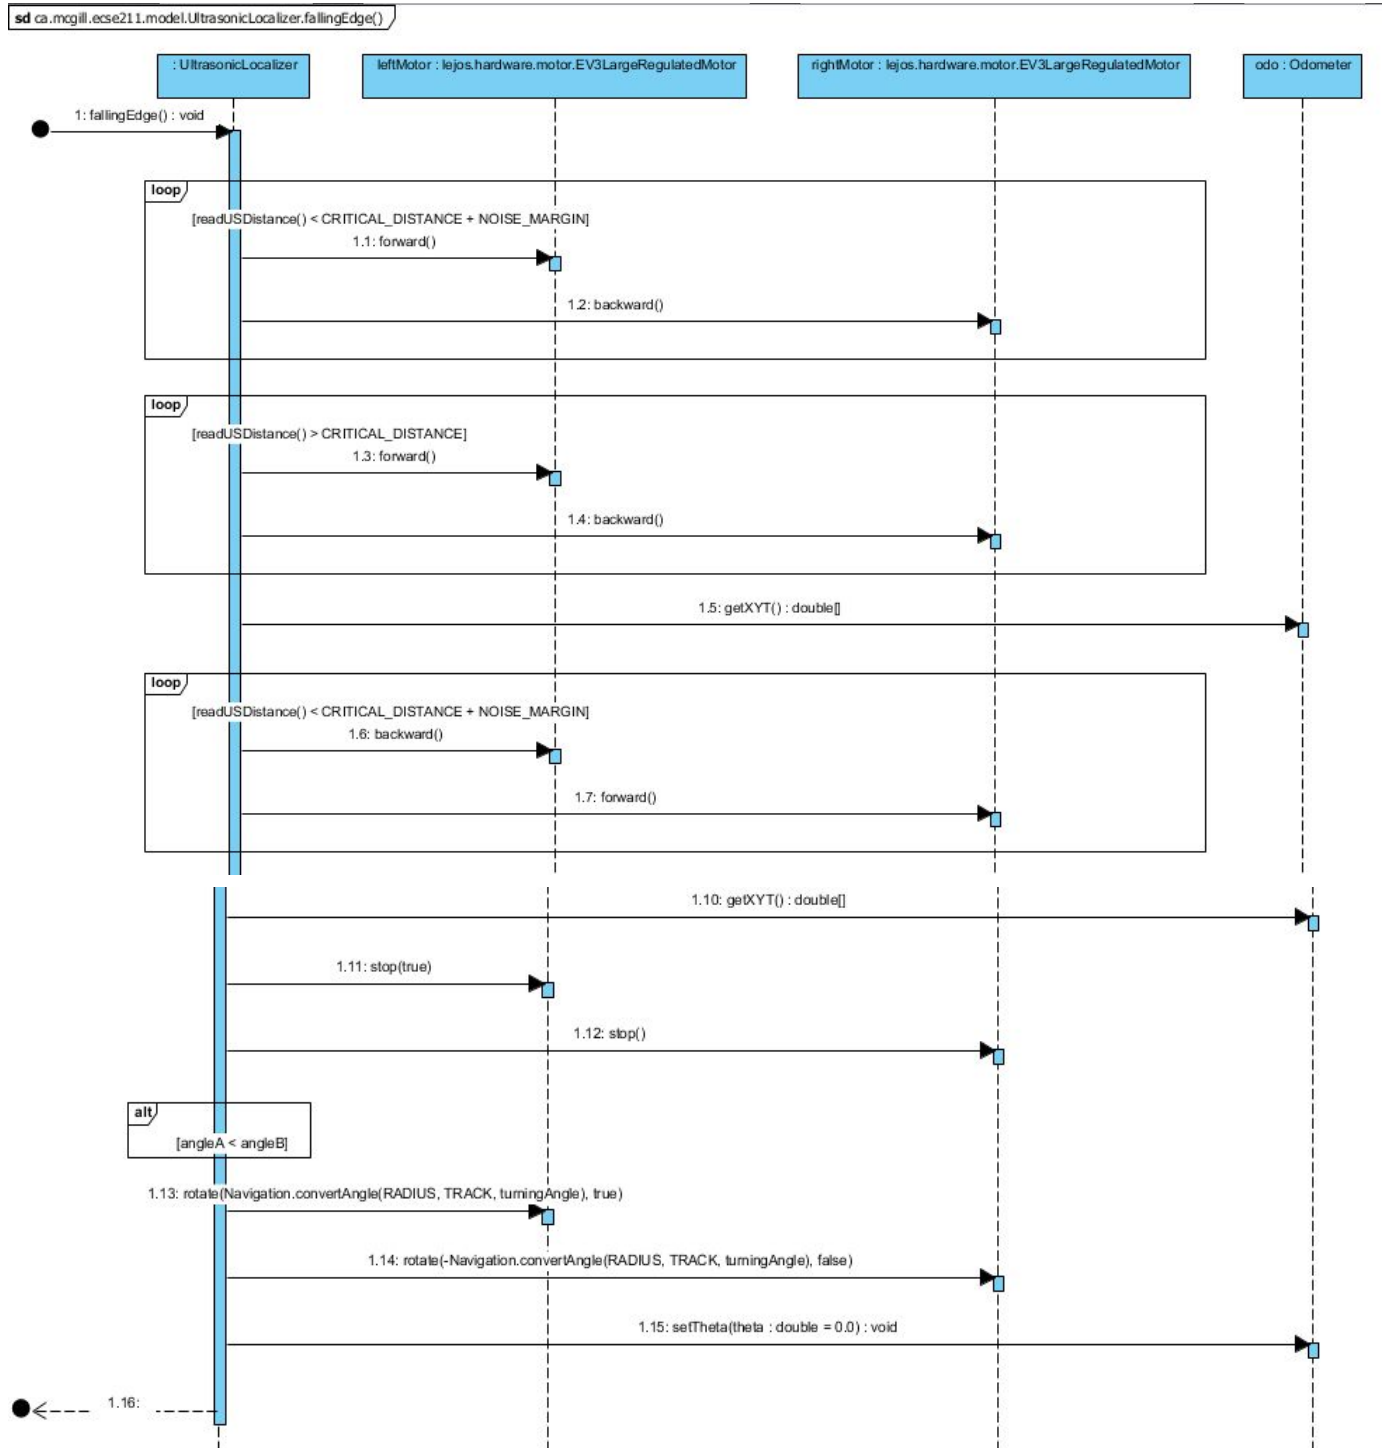 sd ca.mcgill.ecse211.model.UltrasonicLocalizer.fallingEdge()
: UltrasonicLocalizer
leftMotor : lejos.hardware.motor.EV3LargeRegulatedMotor
rightMotor : lejos.hardware.motor.EV3LargeRegulatedMotor
odo : Odometer
1: fallingEdge() : void
loop
[readUSDistance() < CRITICAL_DISTANCE + NOISE_MARGIN]
1.1: forward()
1.2: backward()
loop
[readUSDistance() > CRITICAL_DISTANCE]
1.3: forward()
1.4: backward()
1.5: getXYT() : double[]
loop
[readUSDistance() < CRITICAL_DISTANCE + NOISE_MARGIN]
1.6: backward()
1.7: forward()
1.10: getXYT() : double[]
1.11: stop(true)
1.12: stop()
alt
[angleA < angleB]
1.13: rotate(Navigation.convertAngle(RADIUS, TRACK, turningAngle), true)
1.14: rotate(-Navigation.convertAngle(RADIUS, TRACK, turningAngle), false)
1.15: setTheta(theta : double = 0.0) : void
1.16: